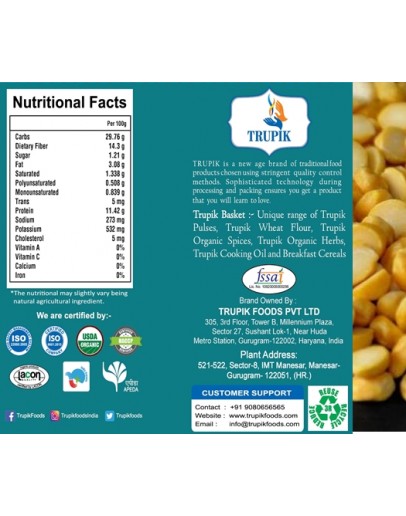 Nutritional Facts
Per 100g
Carbs 29.76 g
Dietary Fiber 14.3 g
Sugar 1.21 g
Fat 3.08 g
Saturated 1.338 g
Polyunsaturated 0.508 g
Monounsaturated 0.839 g
Trans 5 mg
Protein 11.42 g
Sodium 273 mg
Potassium 532 mg
Cholesterol 5 mg
Vitamin A 0%
Vitamin C 0%
Calcium 0%
Iron 0%
*The nutritional may slightly vary being
natural agricultural ingredient.
We are certified by:-
ISO
ISO
USDA
ORGANIC
jacon
एपीडा
APEDA
TrupikFoods
Trupikfoodsindia
Trupikfoods
TRUPIK
TRUPIK is a new age brand of traditional food
products chosen using stringent quality control
methods. Sophisticated technology during
processing and packing ensures you get a product
that you will learn to love.
Trupik Basket :- Unique range of Trupik
Pulses, Trupik Wheat Flour, Trupik
Organic Spices, Trupik Organic Herbs,
Trupik Cooking Oil and Breakfast Cereals
fssai
Brand Owned By :
TRUPIK FOODS PVT LTD
305, 3rd Floor, Tower B, Millennium Plaza,
Sector 27, Sushant Lok-1, Near Huda
Metro Station, Gurugram-122002, Haryana, India
Plant Address:
521-522, Sector-8, IMT Manesar, Manesar-
Gurugram- 122051, (HR.)
CUSTOMER SUPPORT
Contact : +91 9080656565
Website : www.trupikfoods.com
Email : info@trupikfoods.com
REUSE
RECYCLE
REDUCE
3R